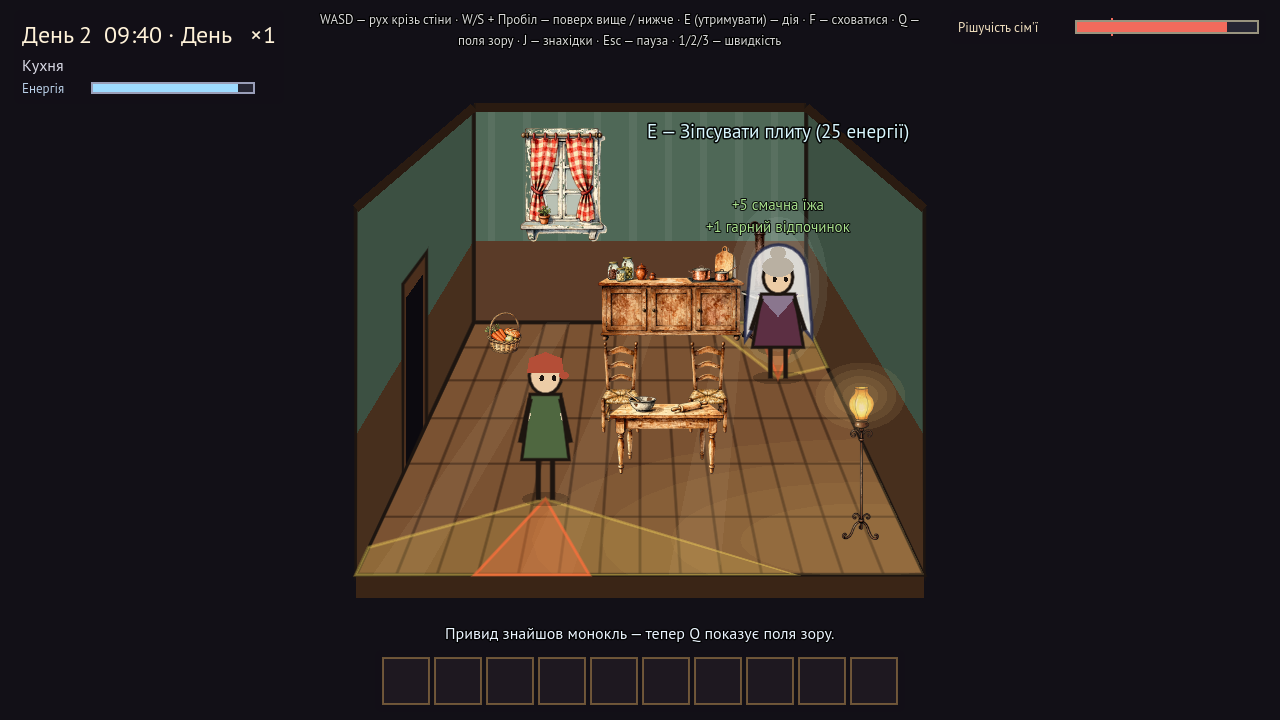 День 2 09:40 · День ×1
Кухня
Енергія
WASD — рух крізь стіни · W/S + Пробіл — поверх вище / нижче · E (утримувати) — дія · F — сховатися · Q —
поля зору · J — знахідки · Esc — пауза · 1/2/3 — швидкість
Рішучість сім'ї
E — Зіпсувати плиту (25 енергії)
+5 смачна їжа
+1 гарний відпочинок
Привид знайшов монокль — тепер Q показує поля зору.